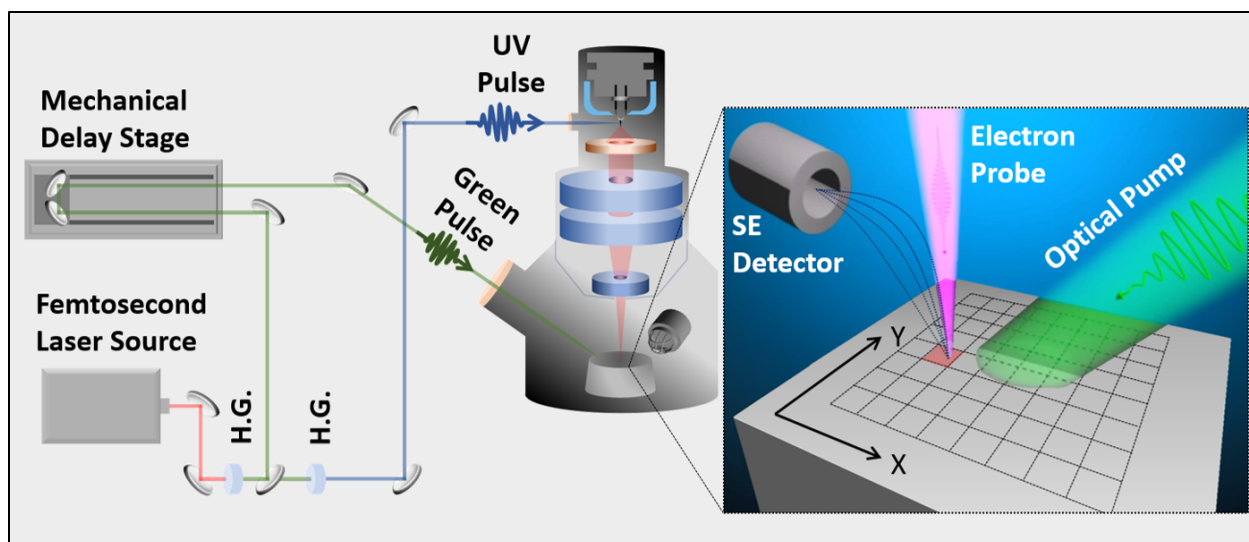 UV
Pulse
Mechanical
Delay Stage
Green
Pulse
Femtosecond
Laser Source
H.G.
H.G.
Electron
Probe
Optical Pump
SE
Detector
Y
X